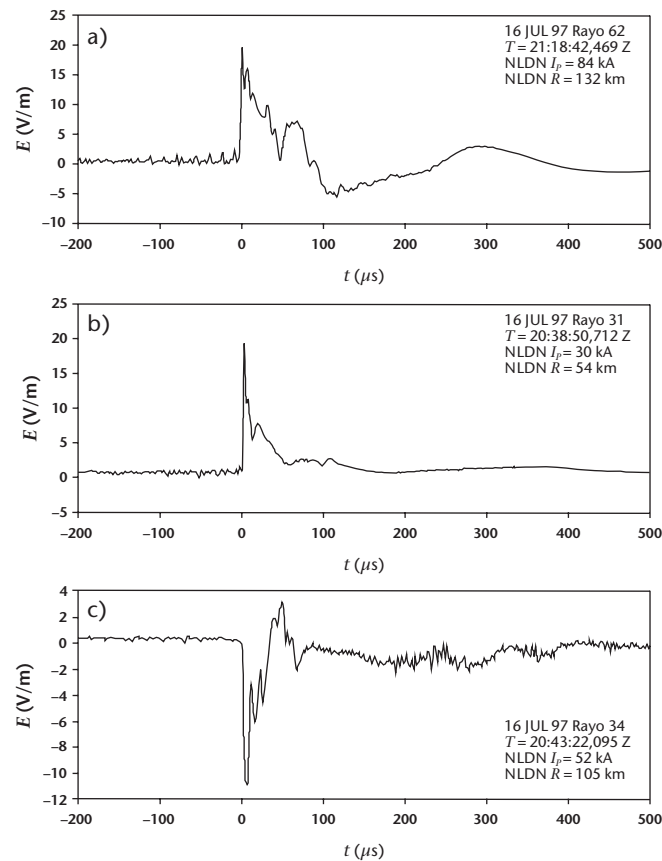 a)
16 JUL 97 Rayo 62
T = 21:18:42,469 Z
NLDN I_P = 84 kA
NLDN R = 132 km
E (V/m)
25
20
15
10
5
0
−5
−10
−200 −100 0 100 200 300 400 500
t (μs)
b)
16 JUL 97 Rayo 31
T = 20:38:50,712 Z
NLDN I_P = 30 kA
NLDN R = 54 km
E (V/m)
25
20
15
10
5
0
−5
−200 −100 0 100 200 300 400 500
t (μs)
c)
E (V/m)
4
2
0
−2
−4
−6
−8
−10
−12
16 JUL 97 Rayo 34
T = 20:43:22,095 Z
NLDN I_P = 52 kA
NLDN R = 105 km
−200 −100 0 100 200 300 400 500
t (μs)